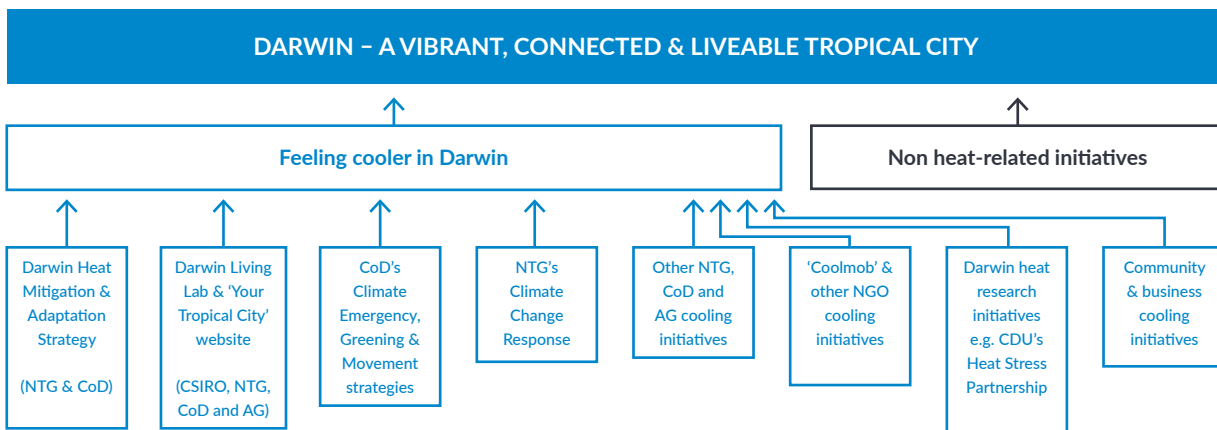 DARWIN – A VIBRANT, CONNECTED & LIVEABLE TROPICAL CITY
Feeling cooler in Darwin
Non heat-related initiatives
Darwin Heat
Mitigation &
Adaptation
Strategy
(NTG & CoD)
Darwin Living
Lab & ‘Your
Tropical City’
website
(CSIRO, NTG,
CoD and AG)
CoD’s
Climate
Emergency,
Greening &
Movement
strategies
NTG’s
Climate
Change
Response
Other NTG,
CoD and
AG cooling
initiatives
‘Coolmob’ &
other NGO
cooling
initiatives
Darwin heat
research
initiatives
e.g. CDU’s
Heat Stress
Partnership
Community
& business
cooling
initiatives